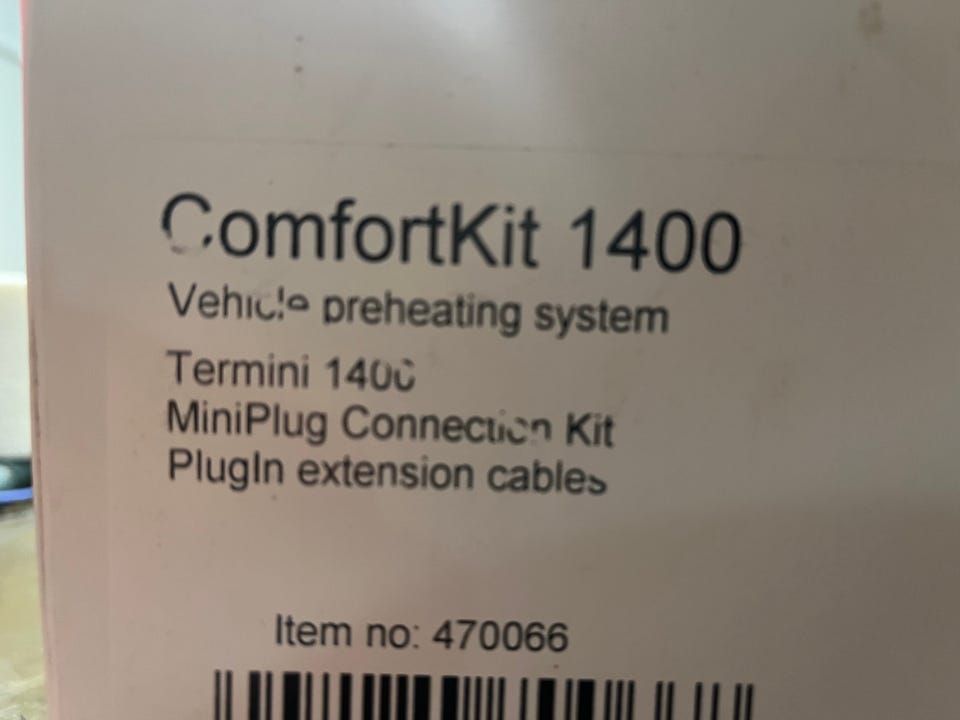 ComfortKit 1400
Vehicle preheating system
Termini 1400
MiniPlug Connection Kit
PlugIn extension cables
Item no: 470066